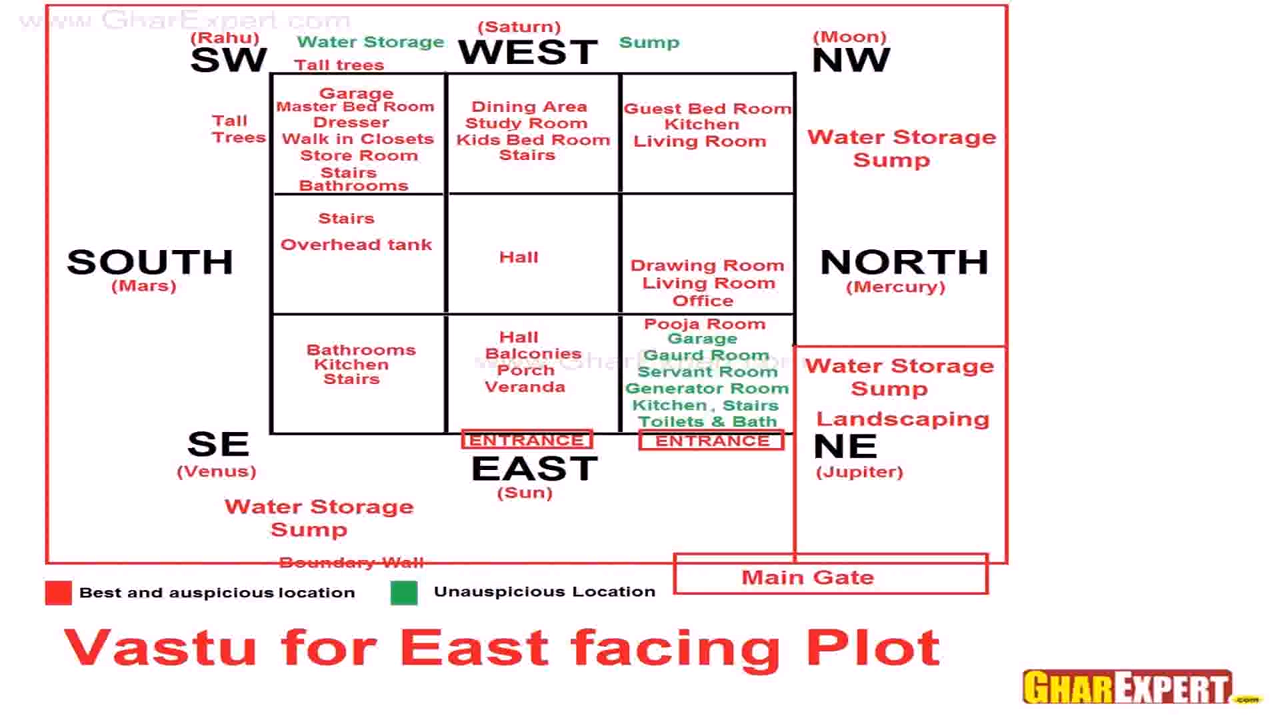 www.GharExpert.com
(Rahu)
SW
Water Storage
Tall trees
(Saturn)
WEST
Sump
(Moon)
NW
Tall
Trees
Garage
Master Bed Room
Dresser
Walk in Closets
Store Room
Stairs
Bathrooms
Dining Area
Study Room
Kids Bed Room
Stairs
Guest Bed Room
Kitchen
Living Room
Water Storage
Sump
SOUTH
(Mars)
Stairs
Overhead tank
Hall
Drawing Room
Living Room
Office
NORTH
(Mercury)
Bathrooms
Kitchen
Stairs
Hall
Balconies
Porch
Veranda
www.GharExpert.com
Pooja Room
Garage
Gaurd Room
Servant Room
Generator Room
Kitchen, Stairs
Toilets & Bath
Water Storage
Sump
Landscaping
SE
(Venus)
ENTRANCE
EAST
(Sun)
ENTRANCE
NE
(Jupiter)
Water Storage
Sump
Boundary Wall
Main Gate
Best and auspicious location
Unauspicious Location
Vastu for East facing Plot
GHAREXPERT.com